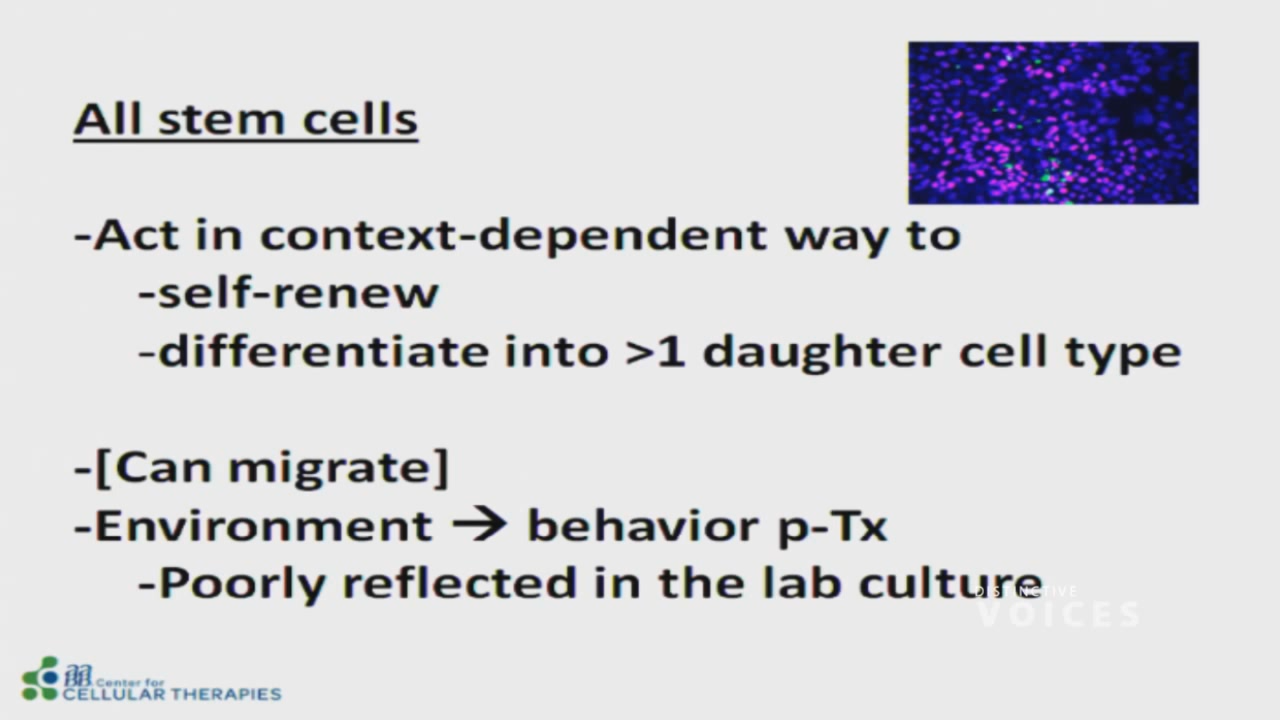 All stem cells
-Act in context-dependent way to
-self-renew
-differentiate into >1 daughter cell type
-[Can migrate]
-Environment → behavior p-Tx
-Poorly reflected in the lab culture
DISTINCTIVE
VOICES
Center for
CELLULAR THERAPIES